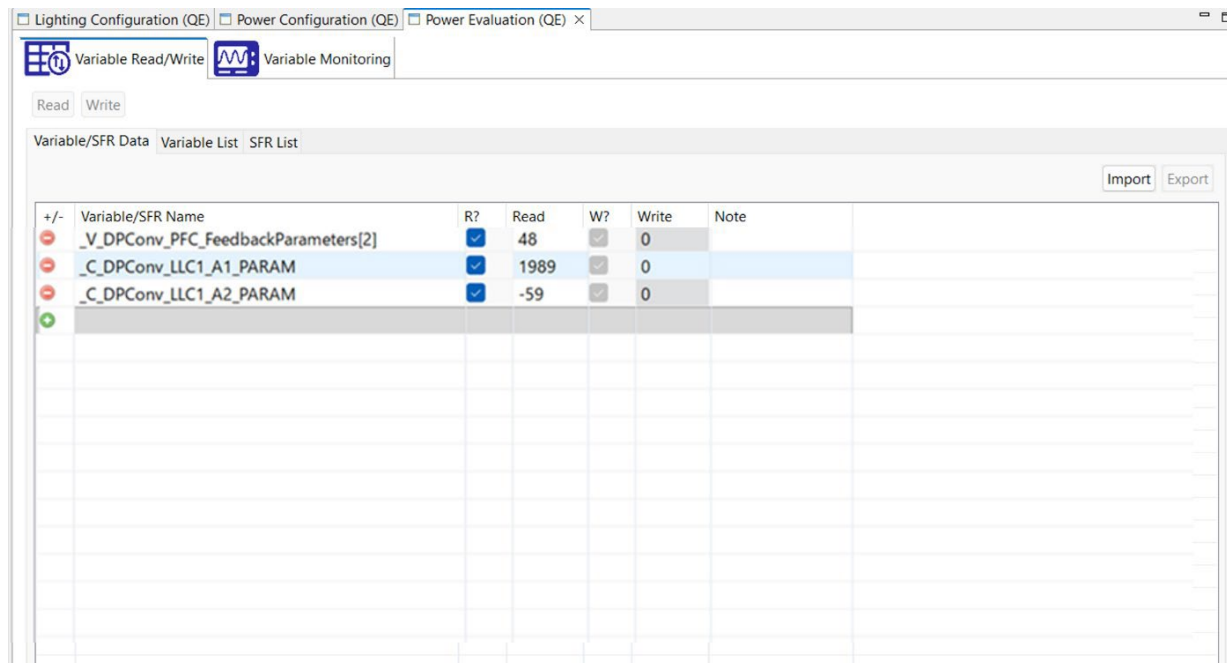 Lighting Configuration (QE) Power Configuration (QE) Power Evaluation (QE)
Variable Read/Write Variable Monitoring
Read Write
Variable/SFR Data Variable List SFR List
Import Export
+/- Variable/SFR Name R? Read W? Write Note
_V_DPConv_PFC_FeedbackParameters[2] 48 0
_C_DPConv_LLC1_A1_PARAM 1989 0
_C_DPConv_LLC1_A2_PARAM -59 0